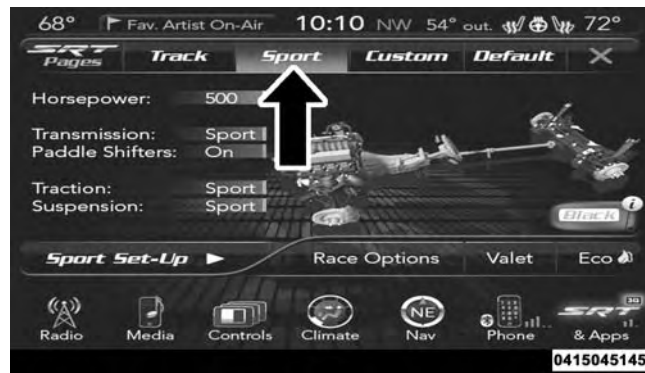 68° Fav. Artist On-Air 10:10 NW 54° out. 72°
SRT Pages Track Sport Custom Default
Horsepower: 500
Transmission: Sport
Paddle Shifters: On
Traction: Sport
Suspension: Sport
Black i
Sport Set-Up Race Options Valet Eco
NE 3G
SRT
Radio Media Controls Climate Nav Phone & Apps
0415045145